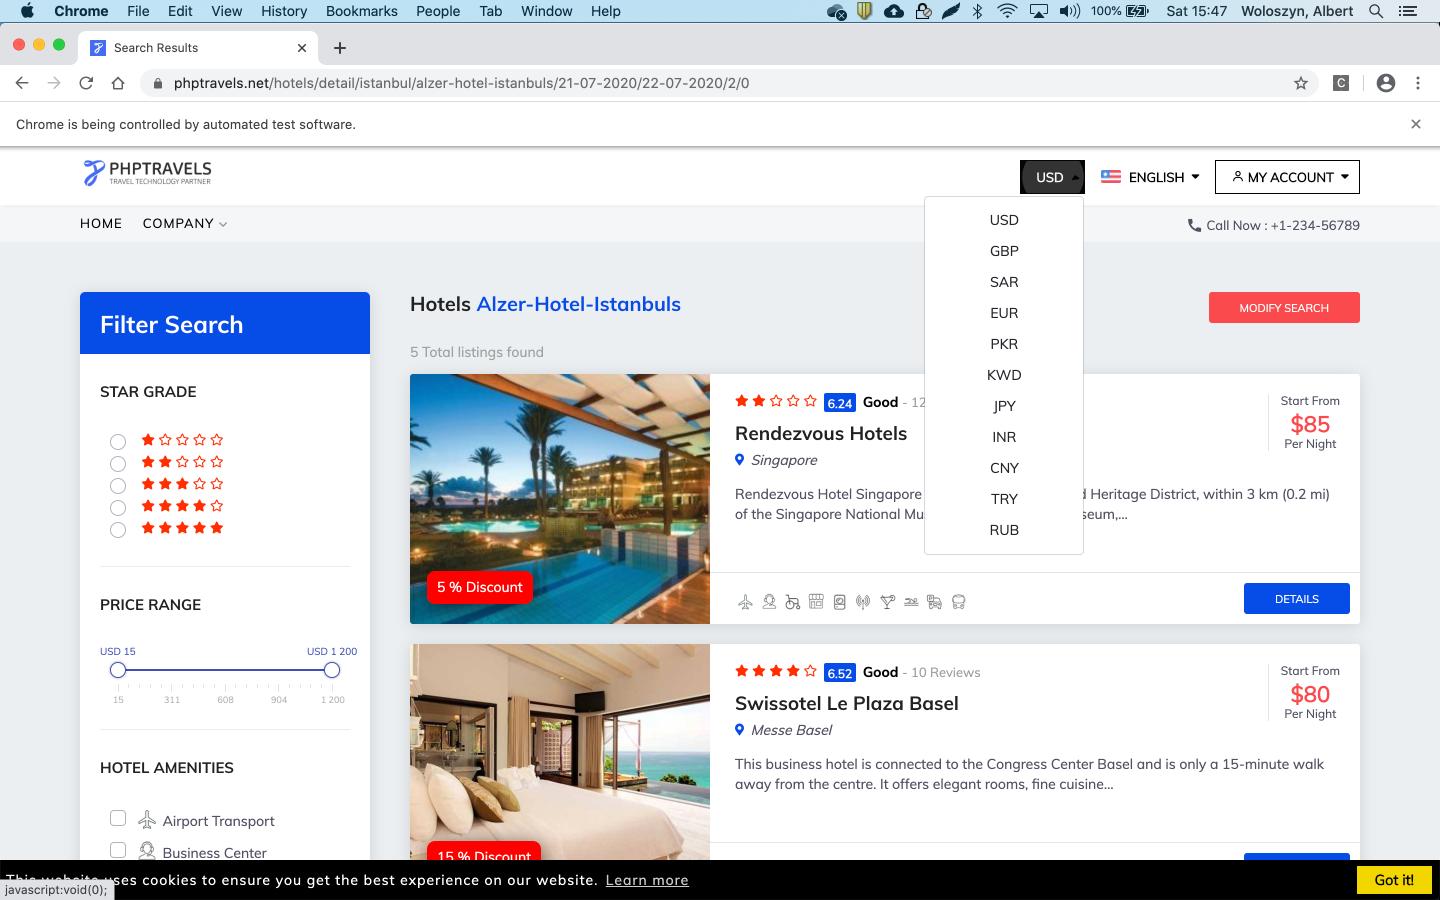 Chrome File Edit View History Bookmarks People Tab Window Help 100% Sat 15:47 Woloszyn, Albert
Search Results
phptravels.net/hotels/detail/istanbul/alzer-hotel-istanbuls/21-07-2020/22-07-2020/2/0
C
Chrome is being controlled by automated test software.
PHPTRAVELS
TRAVEL TECHNOLOGY PARTNER
USD ENGLISH MY ACCOUNT
HOME COMPANY Call Now : +1-234-56789
USD
GBP
SAR
EUR
PKR
KWD
JPY
INR
CNY
TRY
RUB
Filter Search
STAR GRADE
PRICE RANGE
USD 15 USD 1 200
15 311 608 904 1 200
HOTEL AMENITIES
Airport Transport
Business Center
Hotels Alzer-Hotel-Istanbuls
MODIFY SEARCH
5 Total listings found
5 % Discount
6.24 Good - 12
Rendezvous Hotels
Singapore
Start From
$85
Per Night
Rendezvous Hotel Singapore d Heritage District, within 3 km (0.2 mi)
of the Singapore National Mu seum,...
DETAILS
15 % Discount
6.52 Good - 10 Reviews
Swissotel Le Plaza Basel
Messe Basel
Start From
$80
Per Night
This business hotel is connected to the Congress Center Basel and is only a 15-minute walk
away from the centre. It offers elegant rooms, fine cuisine...
This website uses cookies to ensure you get the best experience on our website. Learn more
Got it!
javascript:void(0);